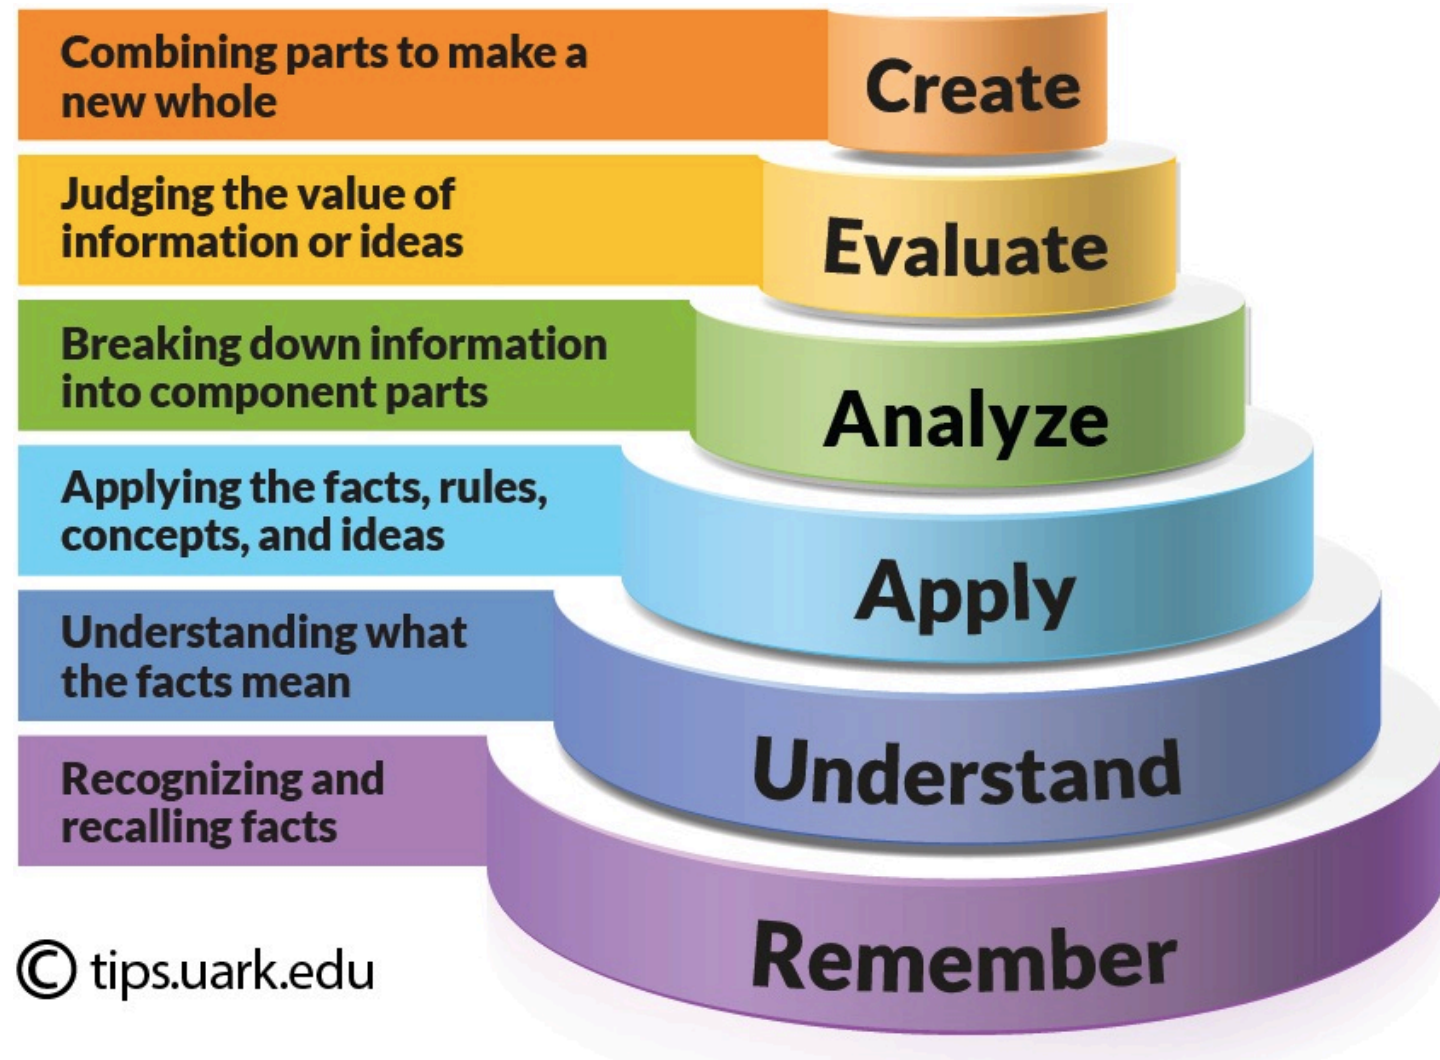 Combining parts to make a
new whole
Create
Judging the value of
information or ideas
Evaluate
Breaking down information
into component parts
Analyze
Applying the facts, rules,
concepts, and ideas
Apply
Understanding what
the facts mean
Understand
Recognizing and
recalling facts
Remember
© tips.uark.edu